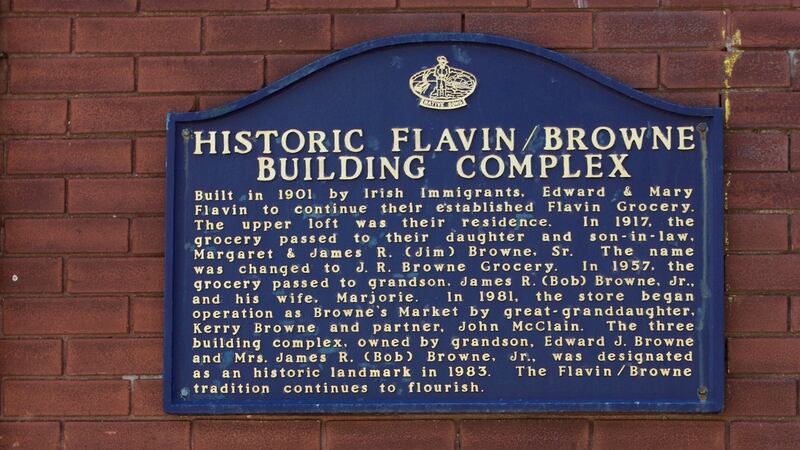 NATIVE SONS
HISTORIC FLAVIN/BROWNE
BUILDING COMPLEX
Built in 1901 by Irish Immigrants, Edward & Mary
Flavin to continue their established Flavin Grocery.
The upper loft was their residence. In 1917, the
grocery passed to their daughter and son-in-law,
Margaret & James R. (Jim) Browne, Sr. The name
was changed to J.R. Browne Grocery. In 1957, the
grocery passed to grandson, James R. (Bob) Browne, Jr.,
and his wife, Marjorie. In 1981, the store began
operation as Browne's Market by great-granddaughter,
Kerry Browne and partner, John McClain. The three
building complex, owned by grandson, Edward J. Browne
and Mrs. James R. (Bob) Browne, Jr., was designated
as an historic landmark in 1983. The Flavin/Browne
tradition continues to flourish.